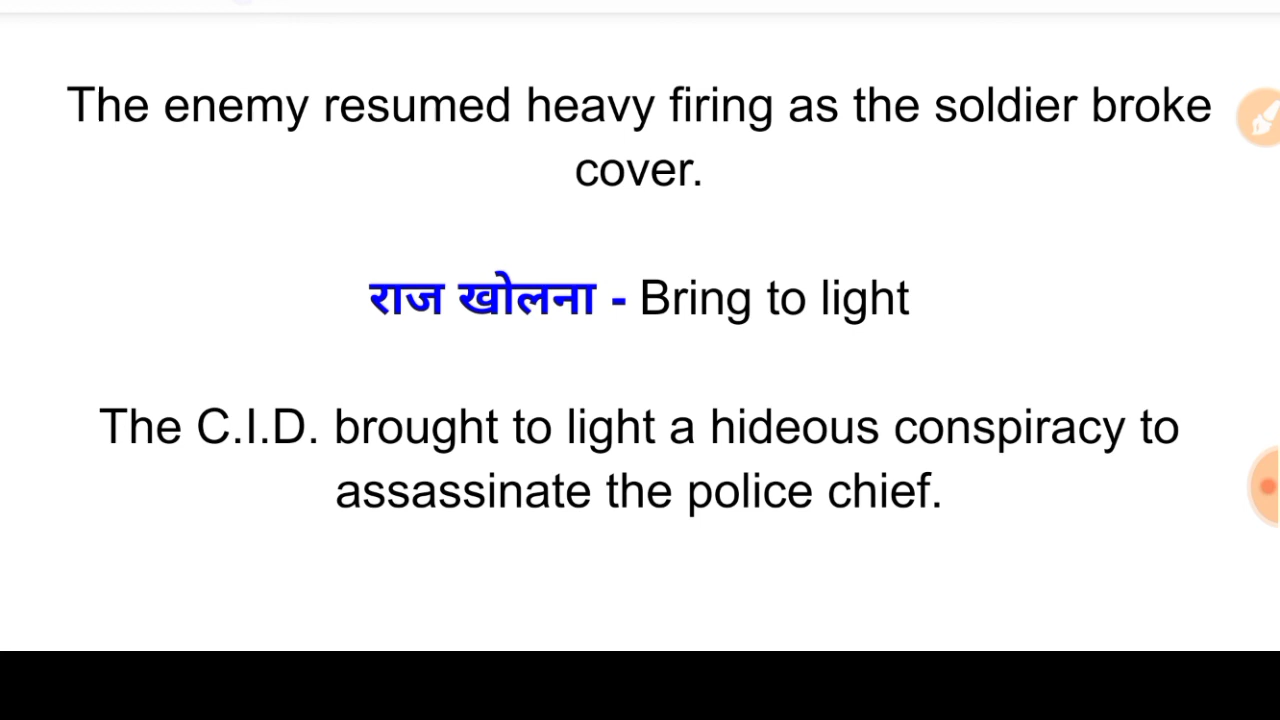 The enemy resumed heavy firing as the soldier broke
cover.
राज खोलना - Bring to light
The C.I.D. brought to light a hideous conspiracy to
assassinate the police chief.